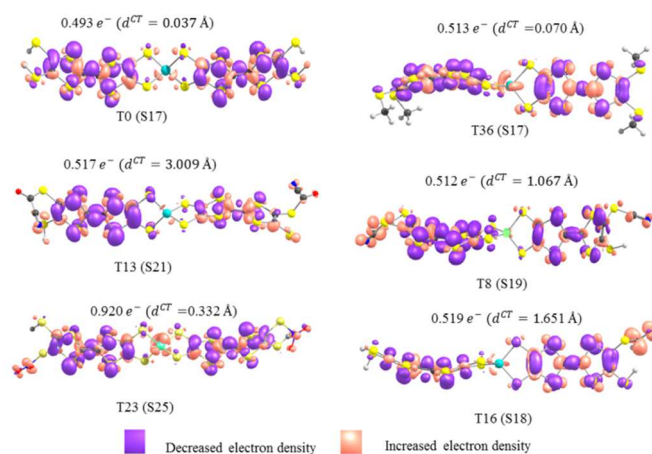 0.493 e⁻ (d^CT = 0.037 Å)
T0 (S17)
0.513 e⁻ (d^CT =0.070 Å)
T36 (S17)
0.517 e⁻ (d^CT = 3.009 Å)
T13 (S21)
0.512 e⁻ (d^CT = 1.067 Å)
T8 (S19)
0.920 e⁻ (d^CT =0.332 Å)
T23 (S25)
0.519 e⁻ (d^CT = 1.651 Å)
T16 (S18)
Decreased electron density
Increased electron density